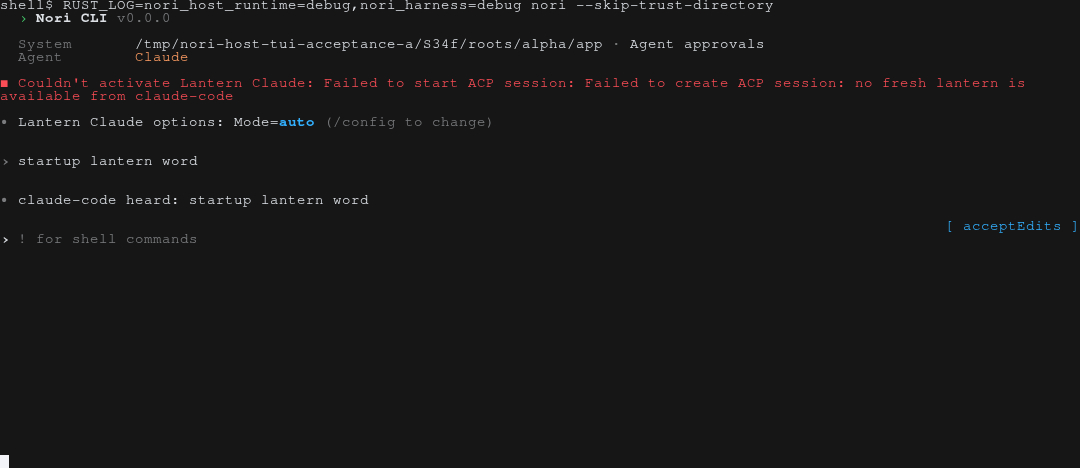 shell$ RUST_LOG=nori_host_runtime=debug,nori_harness=debug nori --skip-trust-directory
› Nori CLI v0.0.0
System /tmp/nori-host-tui-acceptance-a/S34f/roots/alpha/app · Agent approvals
Agent Claude
■ Couldn't activate Lantern Claude: Failed to start ACP session: Failed to create ACP session: no fresh lantern is
available from claude-code
• Lantern Claude options: Mode=auto (/config to change)
› startup lantern word
• claude-code heard: startup lantern word
[ acceptEdits ]
› ! for shell commands